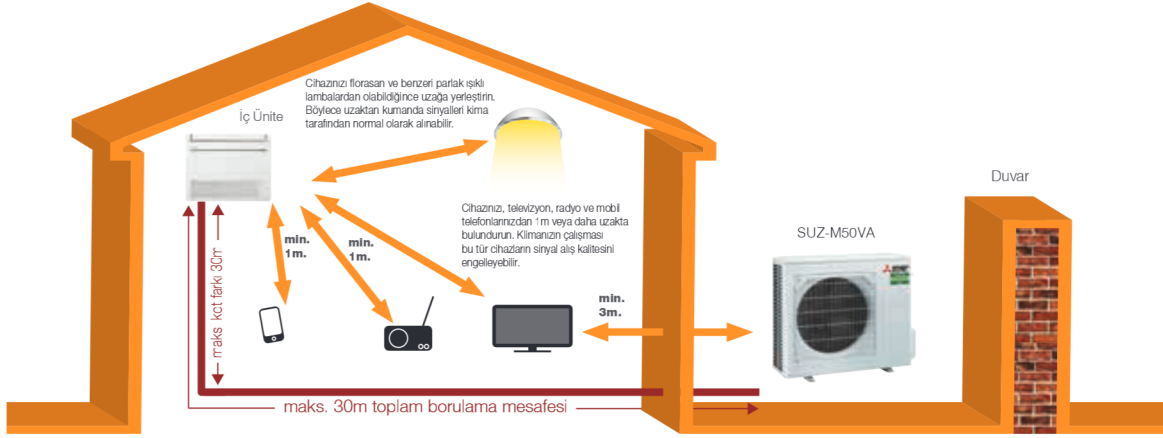 Cihazınızı florasan ve benzeri parlak ışıklı
lambalardan olabildiğince uzağa yerleştirin.
Böylece uzaktan kumanda sinyalleri kima
tarafından normal olarak alınabilir.
İç Ünite
Duvar
Cihazınızı, televizyon, radyo ve mobil
telefonlarınızdan 1m veya daha uzakta
bulundurun. Klimanızın çalışması
bu tür cihazların sinyal alış kalitesini
engelleyebilir.
SUZ-M50VA
min.
1m.
min.
1m.
min.
3m.
maks kct farkı 30m
maks. 30m toplam borulama mesafesi